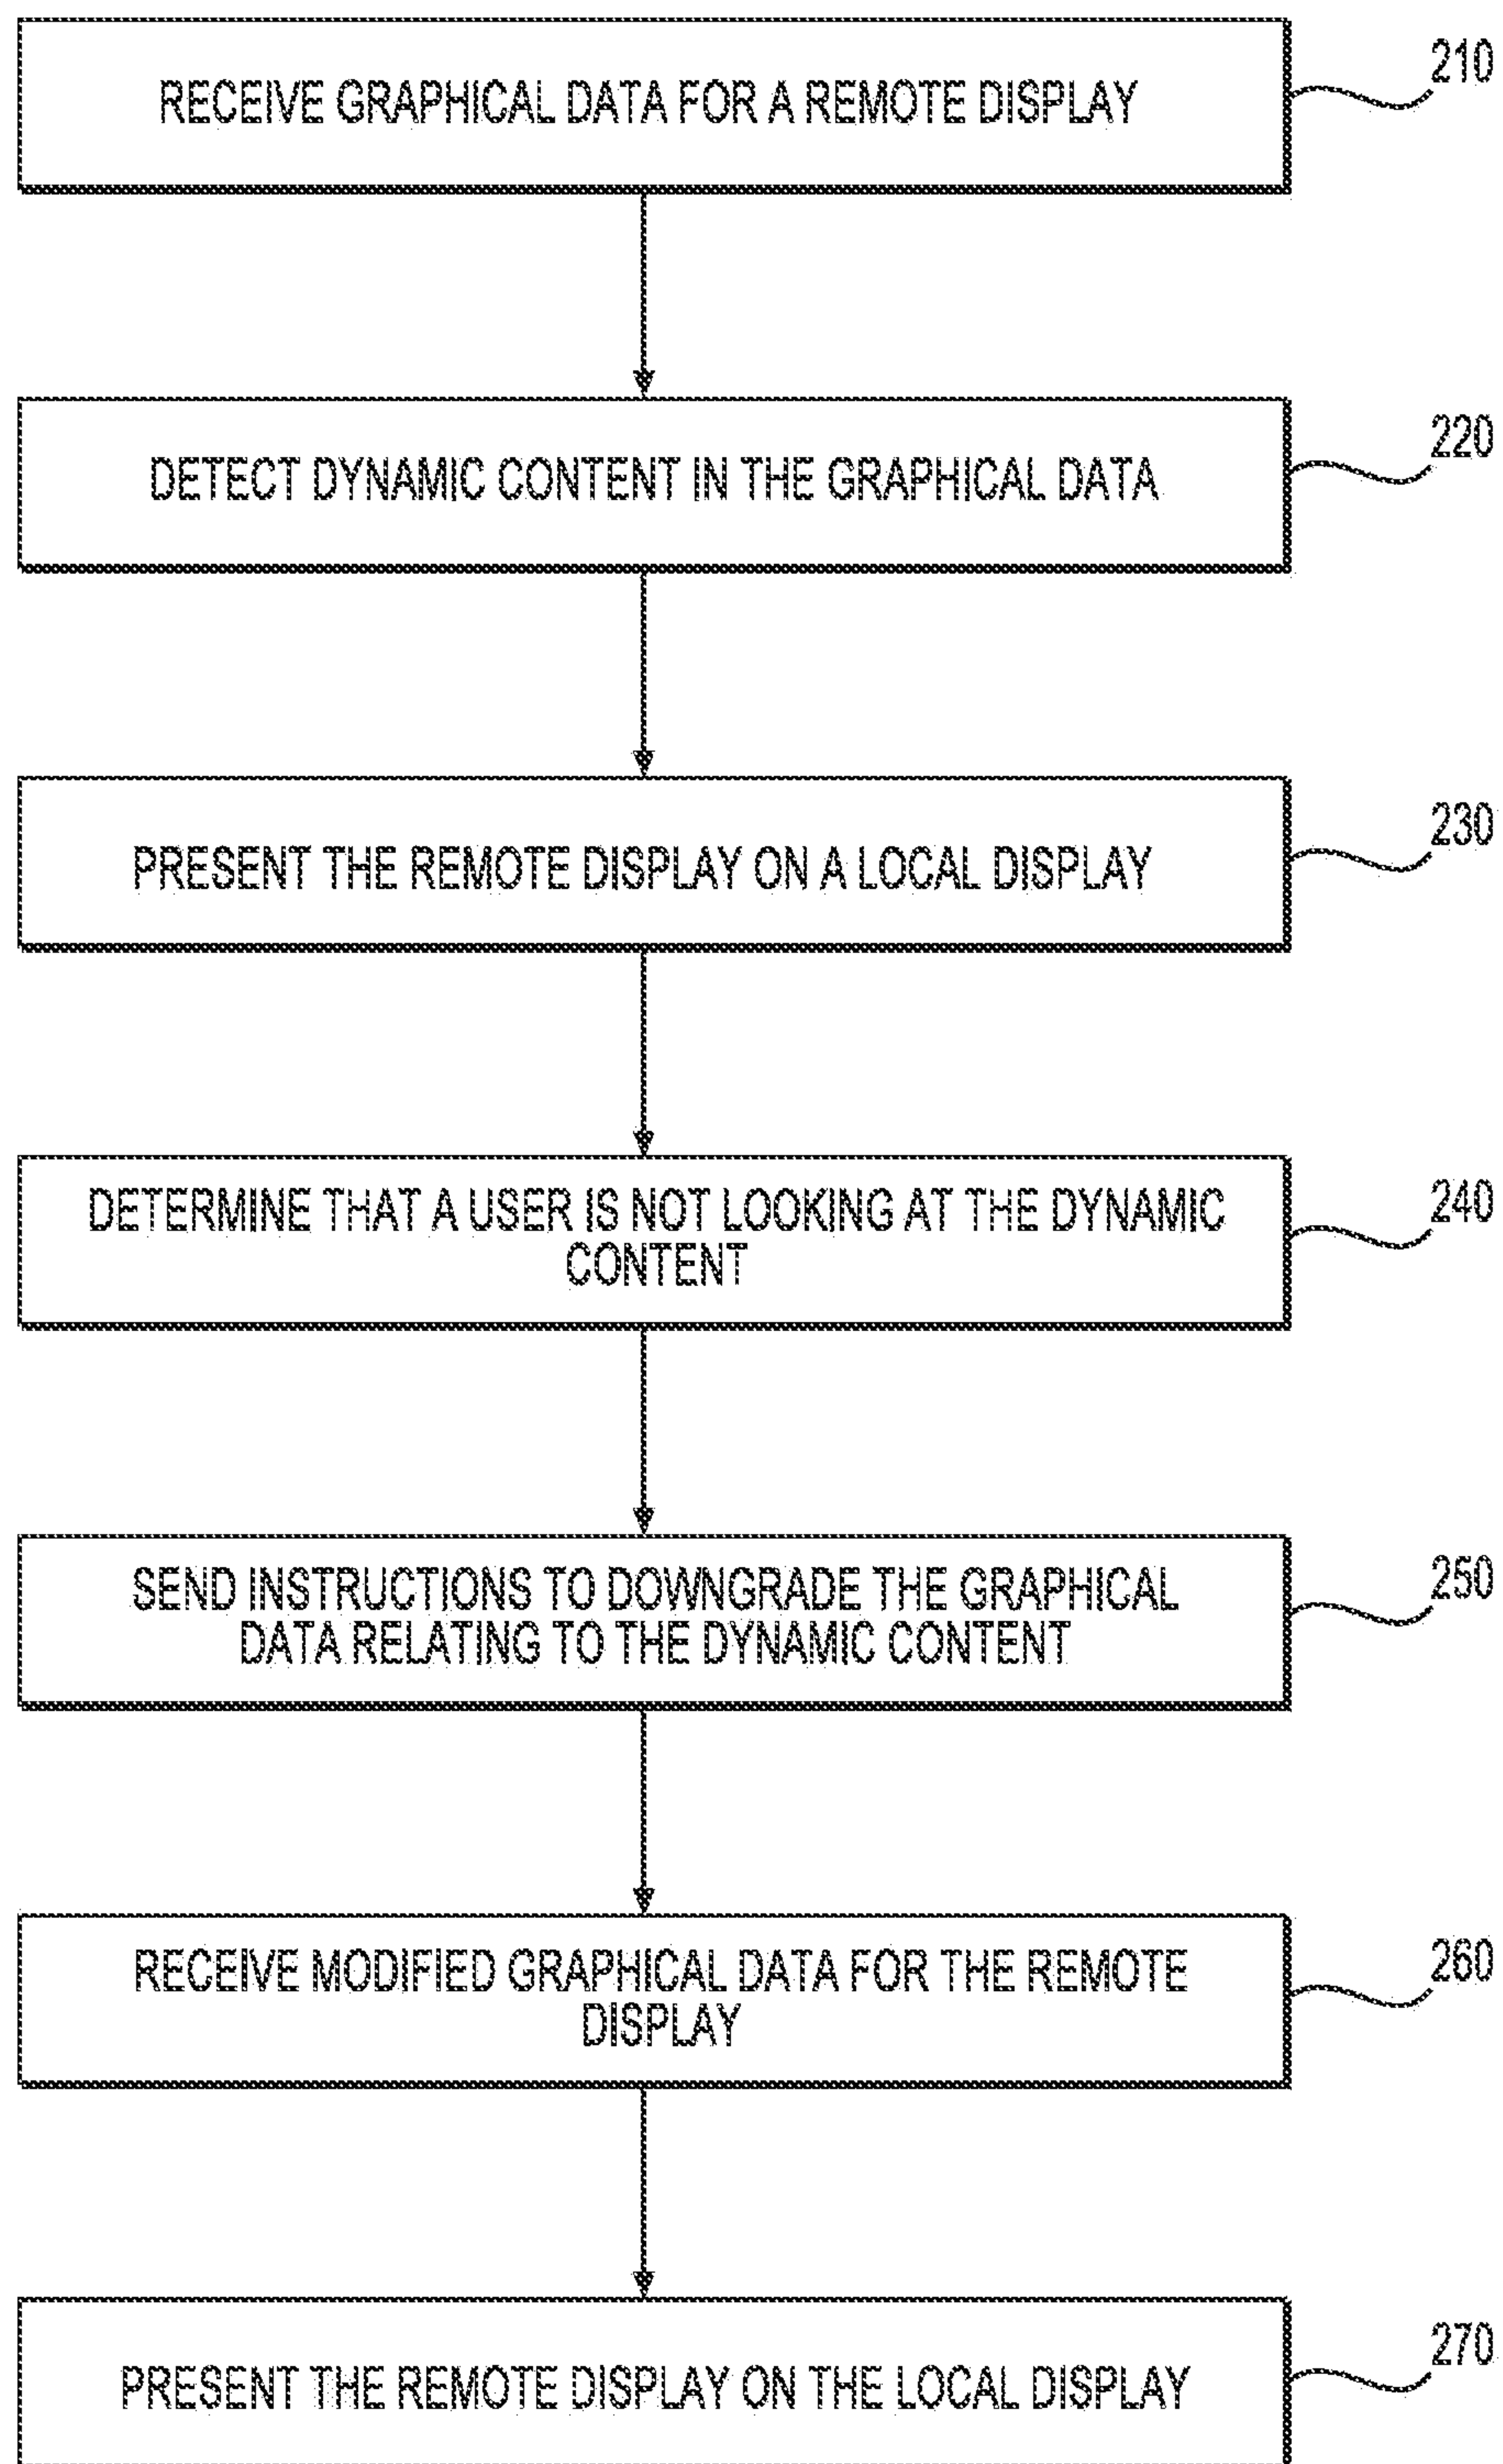 RECEIVE GRAPHICAL DATA FOR A REMOTE DISPLAY
210
DETECT DYNAMIC CONTENT IN THE GRAPHICAL DATA
220
PRESENT THE REMOTE DISPLAY ON A LOCAL DISPLAY
230
DETERMINE THAT A USER IS NOT LOOKING AT THE DYNAMIC
CONTENT
240
SEND INSTRUCTIONS TO DOWNGRADE THE GRAPHICAL
DATA RELATING TO THE DYNAMIC CONTENT
250
RECEIVE MODIFIED GRAPHICAL DATA FOR THE REMOTE
DISPLAY
260
PRESENT THE REMOTE DISPLAY ON THE LOCAL DISPLAY
270